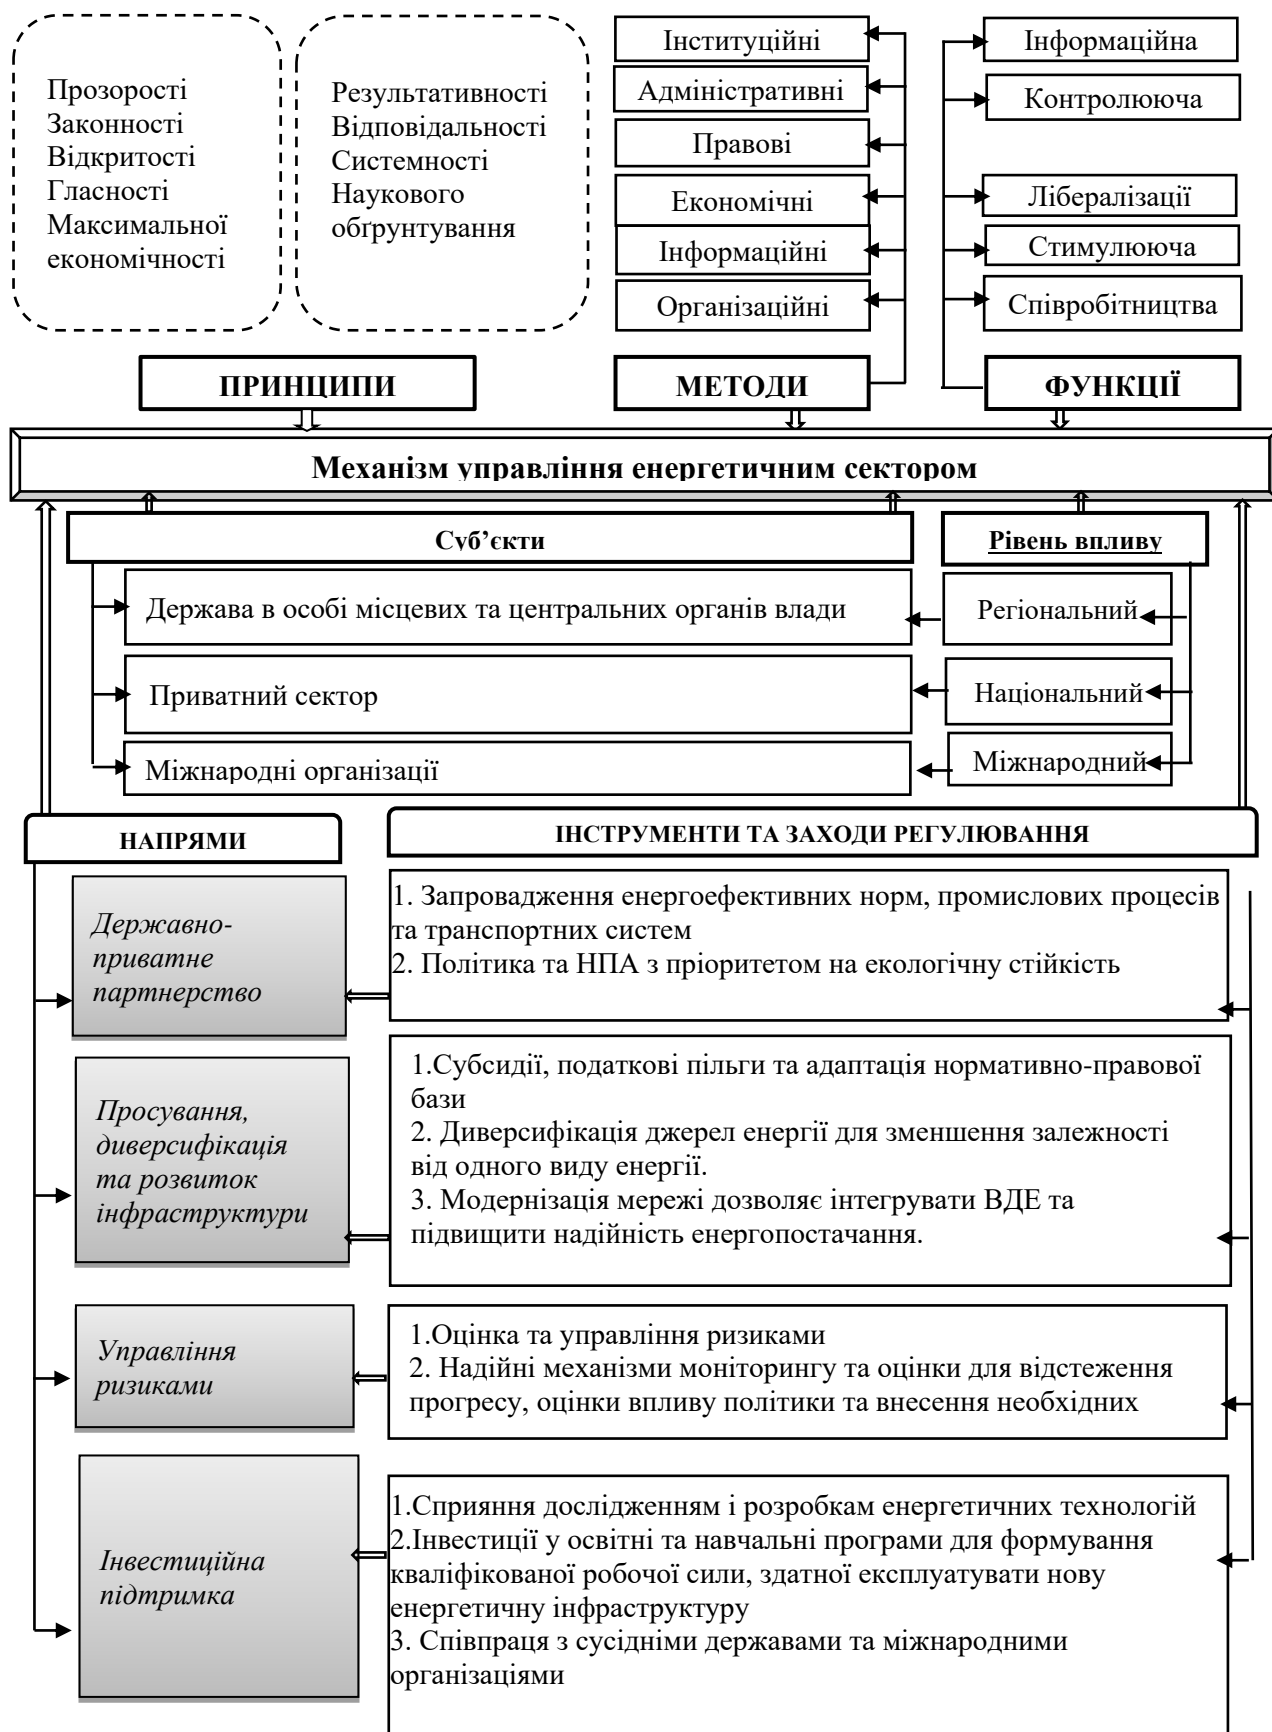 Прозорості
Законності
Відкритості
Гласності
Максимальної
економічності
Результативності
Відповідальності
Системності
Наукового
обґрунтування
Інституційні
Адміністративні
Правові
Економічні
Інформаційні
Організаційні
Інформаційна
Контролююча
Лібералізації
Стимулююча
Співробітництва
ПРИНЦИПИ
МЕТОДИ
ФУНКЦІЇ
Механізм управління енергетичним сектором
Суб’єкти
Рівень впливу
Держава в особі місцевих та центральних органів влади
Регіональний
Приватний сектор
Національний
Міжнародні організації
Міжнародний
НАПРЯМИ
ІНСТРУМЕНТИ ТА ЗАХОДИ РЕГУЛЮВАННЯ
Державно-
приватне
партнерство
1. Запровадження енергоефективних норм, промислових процесів
та транспортних систем
2. Політика та НПА з пріоритетом на екологічну стійкість
Просування,
диверсифікація
та розвиток
інфраструктури
1.Субсидії, податкові пільги та адаптація нормативно-правової
бази
2. Диверсифікація джерел енергії для зменшення залежності
від одного виду енергії.
3. Модернізація мережі дозволяє інтегрувати ВДЕ та
підвищити надійність енергопостачання.
Управління
ризиками
1.Оцінка та управління ризиками
2. Надійні механізми моніторингу та оцінки для відстеження
прогресу, оцінки впливу політики та внесення необхідних
Інвестиційна
підтримка
1.Сприяння дослідженням і розробкам енергетичних технологій
2.Інвестиції у освітні та навчальні програми для формування
кваліфікованої робочої сили, здатної експлуатувати нову
енергетичну інфраструктуру
3. Співпраця з сусідніми державами та міжнародними
організаціями